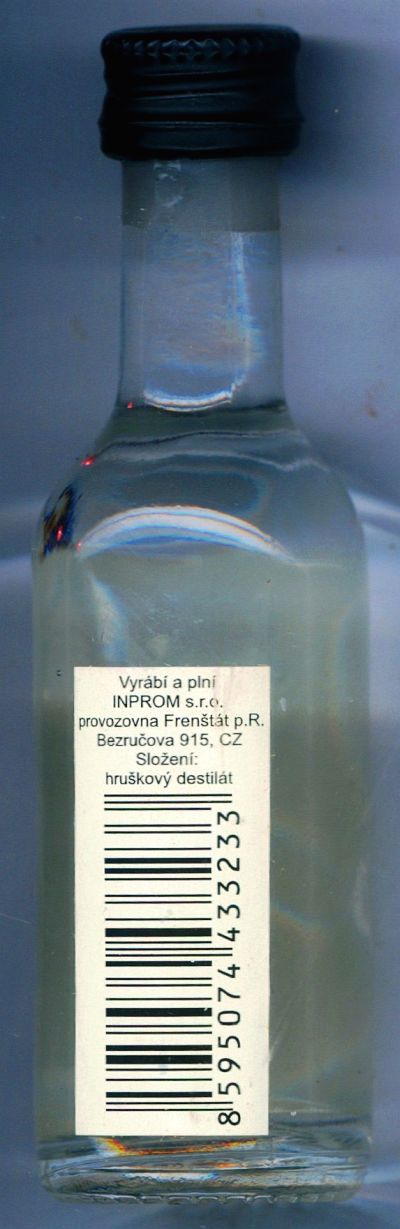 Vyrábí a plní
INPROM s.r.o.
provozovna Frenštát p.R.
Bezručova 915, CZ
Složení:
hruškový destilát
8595074433233